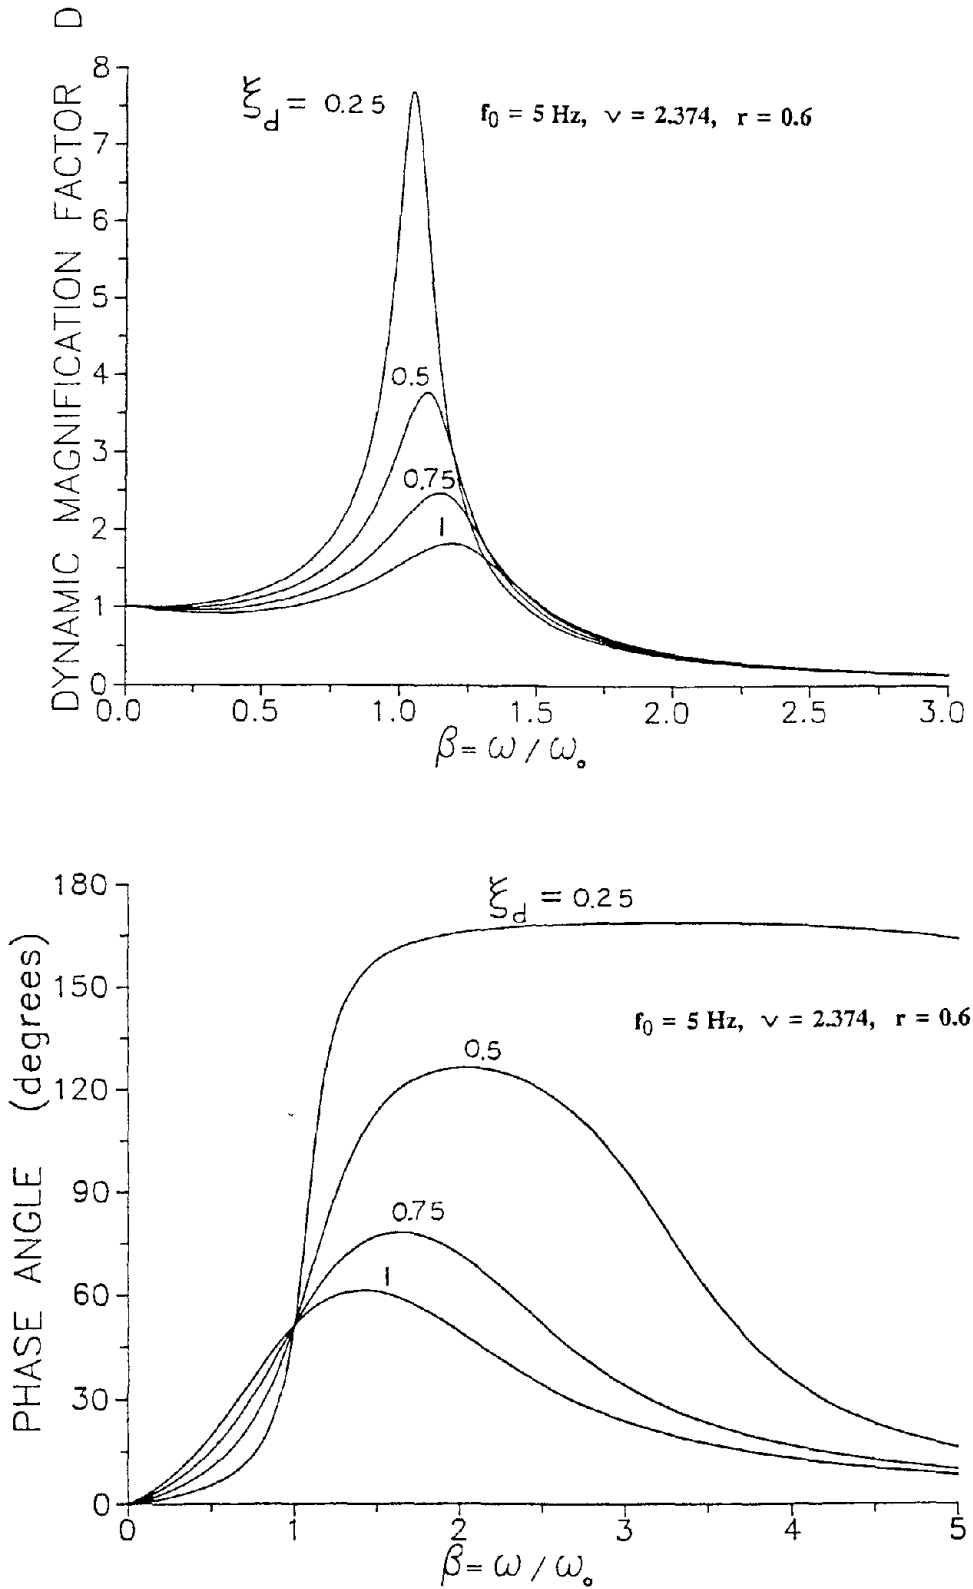 DYNAMIC MAGNIFICATION FACTOR D
8
7
6
5
4
3
2
1
0
ξd = 0.25
f0 = 5 Hz, ν = 2.374, r = 0.6
0.5
0.75
1
0.0 0.5 1.0 1.5 2.0 2.5 3.0
β = ω / ω₀
PHASE ANGLE (degrees)
180
150
120
90
60
30
0
ξd = 0.25
f0 = 5 Hz, ν = 2.374, r = 0.6
0.5
0.75
1
0 1 2 3 4 5
β = ω / ω₀